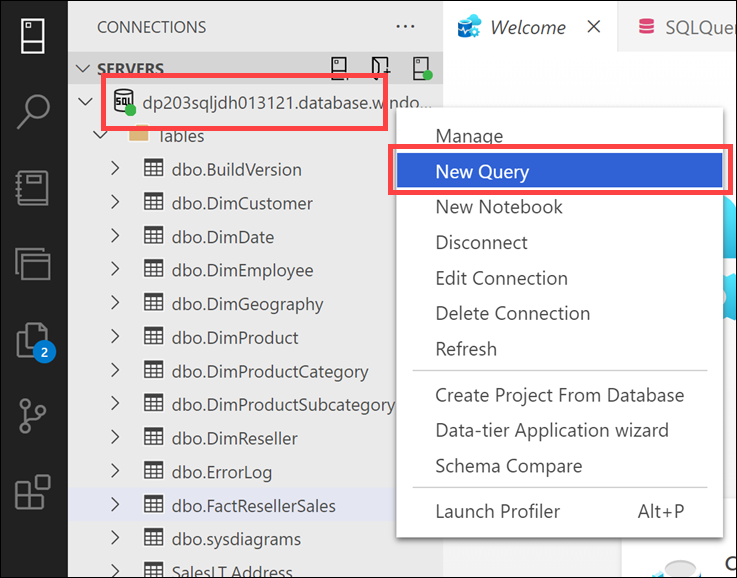 CONNECTIONS
···
Welcome
SQLQuer
SERVERS
SQL
dp203sqljdh013121.database.windo...
Tables
dbo.BuildVersion
dbo.DimCustomer
dbo.DimDate
dbo.DimEmployee
dbo.DimGeography
dbo.DimProduct
dbo.DimProductCategory
dbo.DimProductSubcategory
dbo.DimReseller
dbo.ErrorLog
dbo.FactResellerSales
dbo.sysdiagrams
SalesLT.Address
2
Manage
New Query
New Notebook
Disconnect
Edit Connection
Delete Connection
Refresh
Create Project From Database
Data-tier Application wizard
Schema Compare
Launch Profiler Alt+P